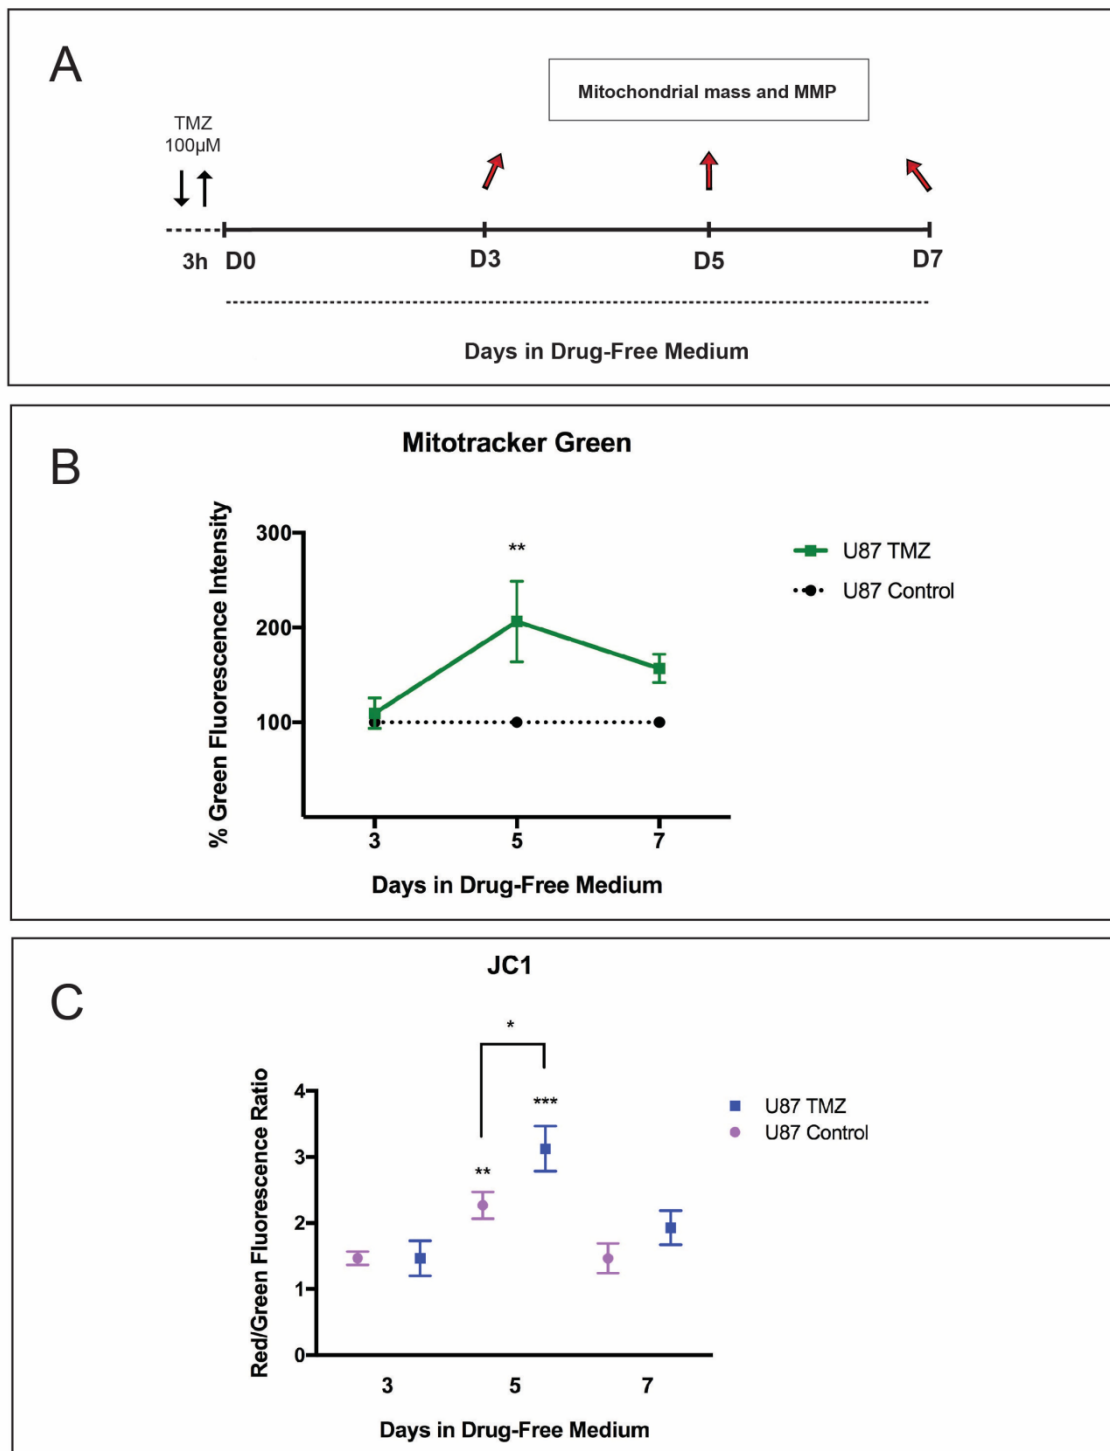 A
Mitochondrial mass and MMP
TMZ
100µM
3h D0 D3 D5 D7
Days in Drug-Free Medium
B
Mitotracker Green
% Green Fluorescence Intensity
300
200
100
**
3 5 7
Days in Drug-Free Medium
U87 TMZ
U87 Control
C
JC1
Red/Green Fluorescence Ratio
4
3
2
1
0
*
***
**
3 5 7
Days in Drug-Free Medium
U87 TMZ
U87 Control